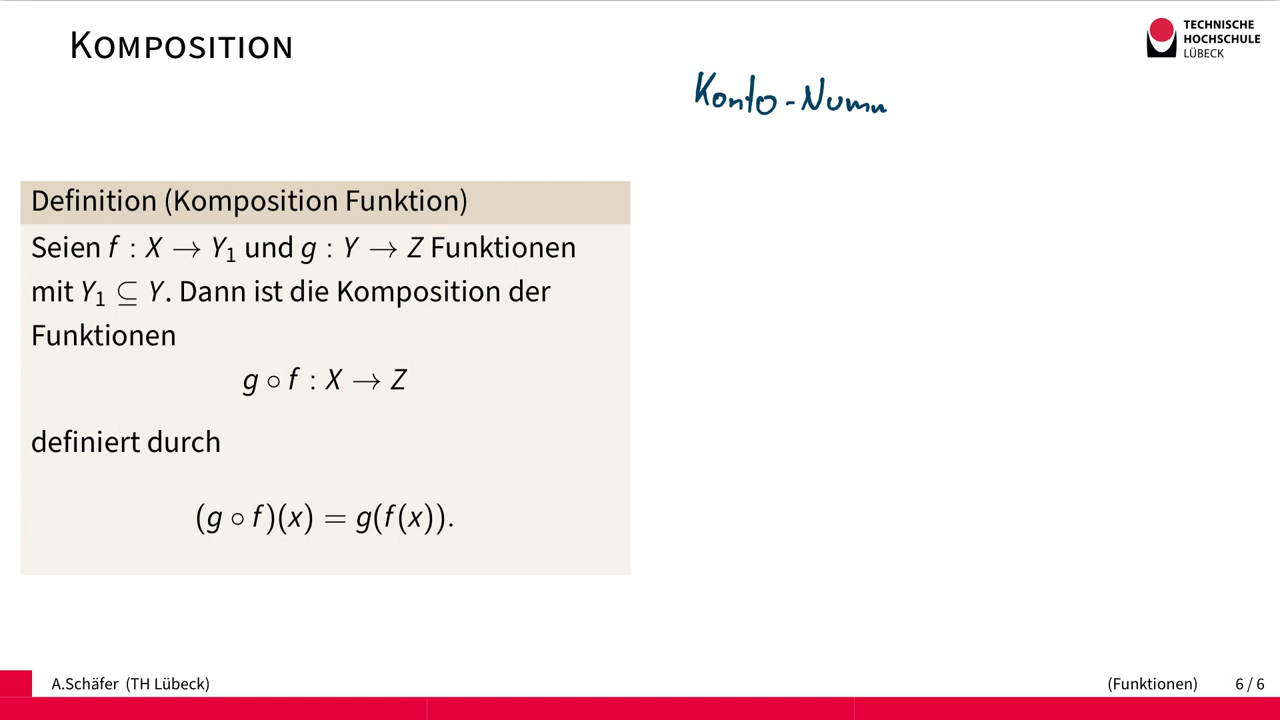 KOMPOSITION
TECHNISCHE
HOCHSCHULE
LÜBECK
Konto-Numm
Definition (Komposition Funktion)
Seien f : X → Y₁ und g : Y → Z Funktionen
mit Y₁ ⊆ Y. Dann ist die Komposition der
Funktionen
g ∘ f : X → Z
definiert durch
(g ∘ f)(x) = g(f(x)).
A.Schäfer (TH Lübeck)
(Funktionen) 6 / 6